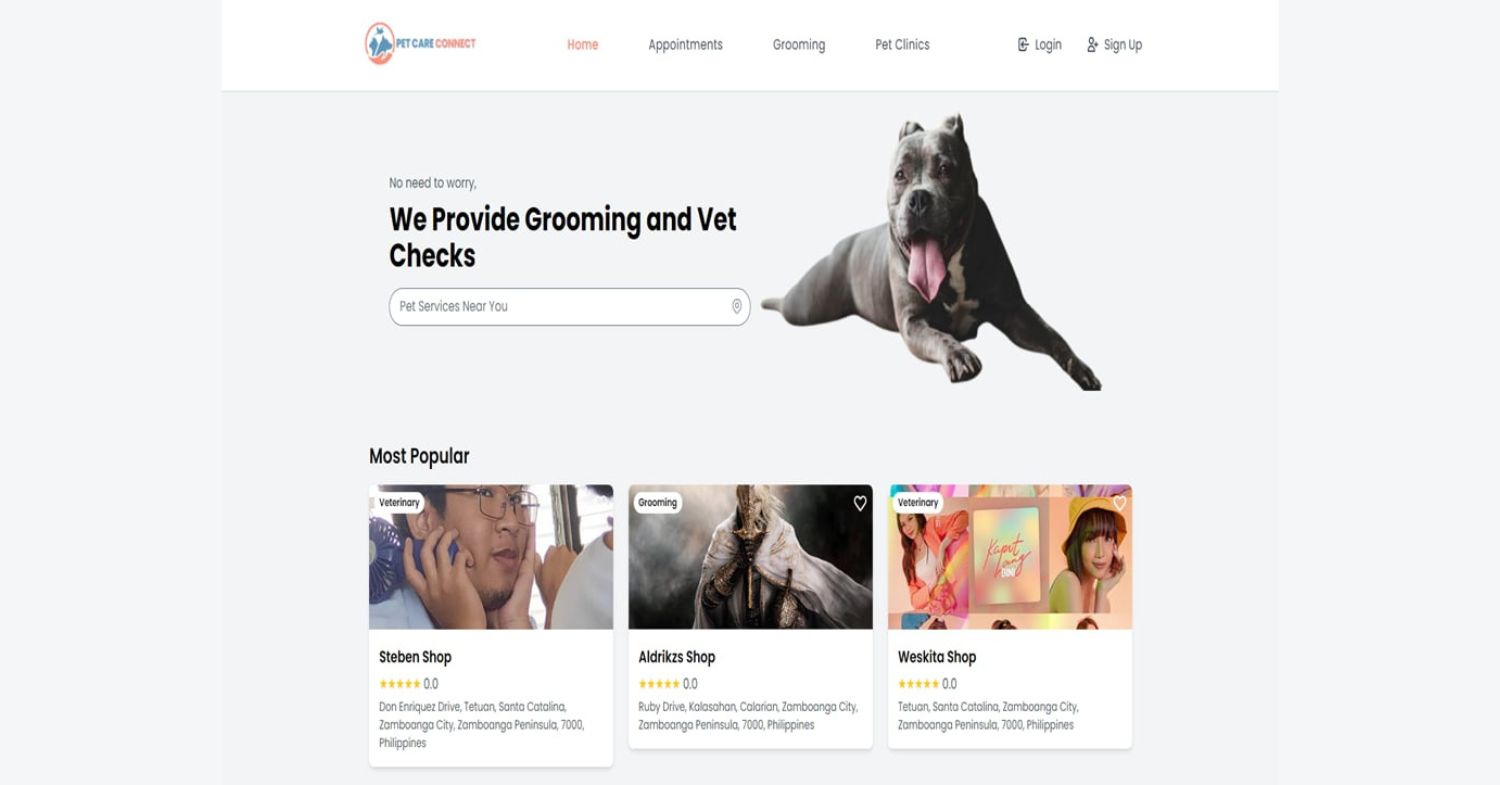 PET CARE CONNECT
Home
Appointments
Grooming
Pet Clinics
Login
Sign Up
No need to worry,
We Provide Grooming and Vet
Checks
Pet Services Near You
Most Popular
Veterinary
Grooming
Veterinary
Kaput
Lang
Steben Shop
0.0
Don Enriquez Drive, Tetuan, Santa Catalina,
Zamboanga City, Zamboanga Peninsula, 7000,
Philippines
Aldrikzs Shop
0.0
Ruby Drive, Kalasahan, Calarian, Zamboanga City,
Zamboanga Peninsula, 7000, Philippines
Weskita Shop
0.0
Tetuan, Santa Catalina, Zamboanga City,
Zamboanga Peninsula, 7000, Philippines